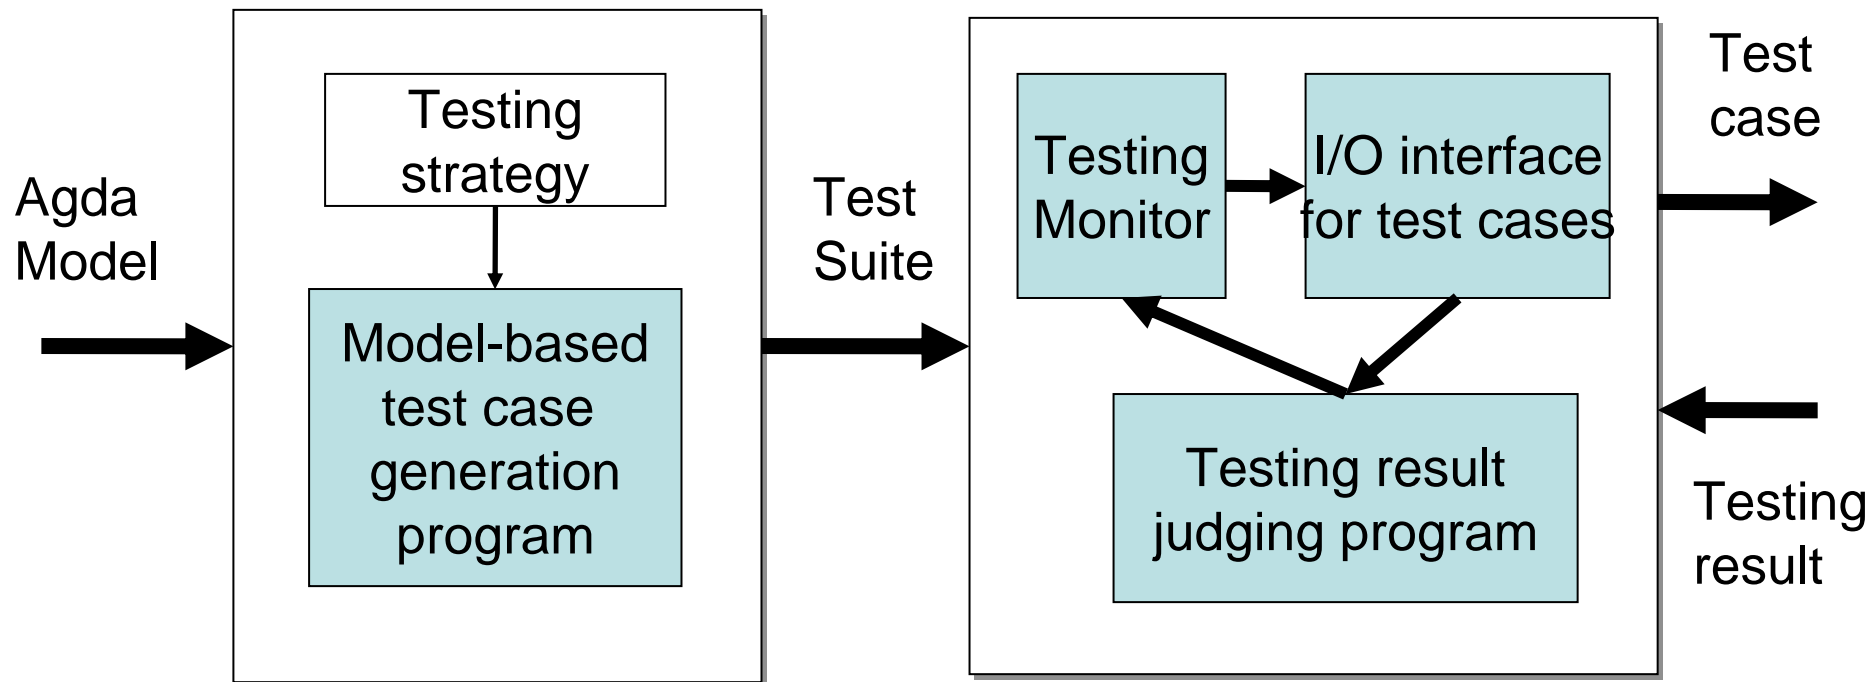 Agda
Model
Testing
strategy
Model-based
test case
generation
program
Test
Suite
Testing
Monitor
I/O interface
for test cases
Testing result
judging program
Test
case
Testing
result